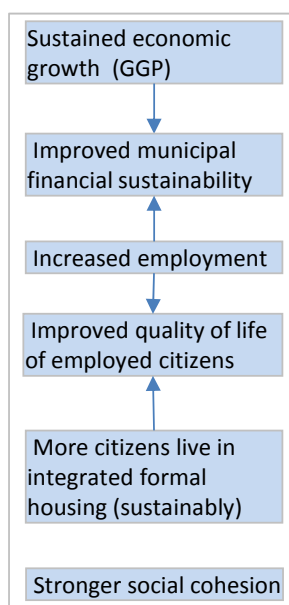 Sustained economic
growth (GGP)
Improved municipal
financial sustainability
Increased employment
Improved quality of life
of employed citizens
More citizens live in
integrated formal
housing (sustainably)
Stronger social cohesion